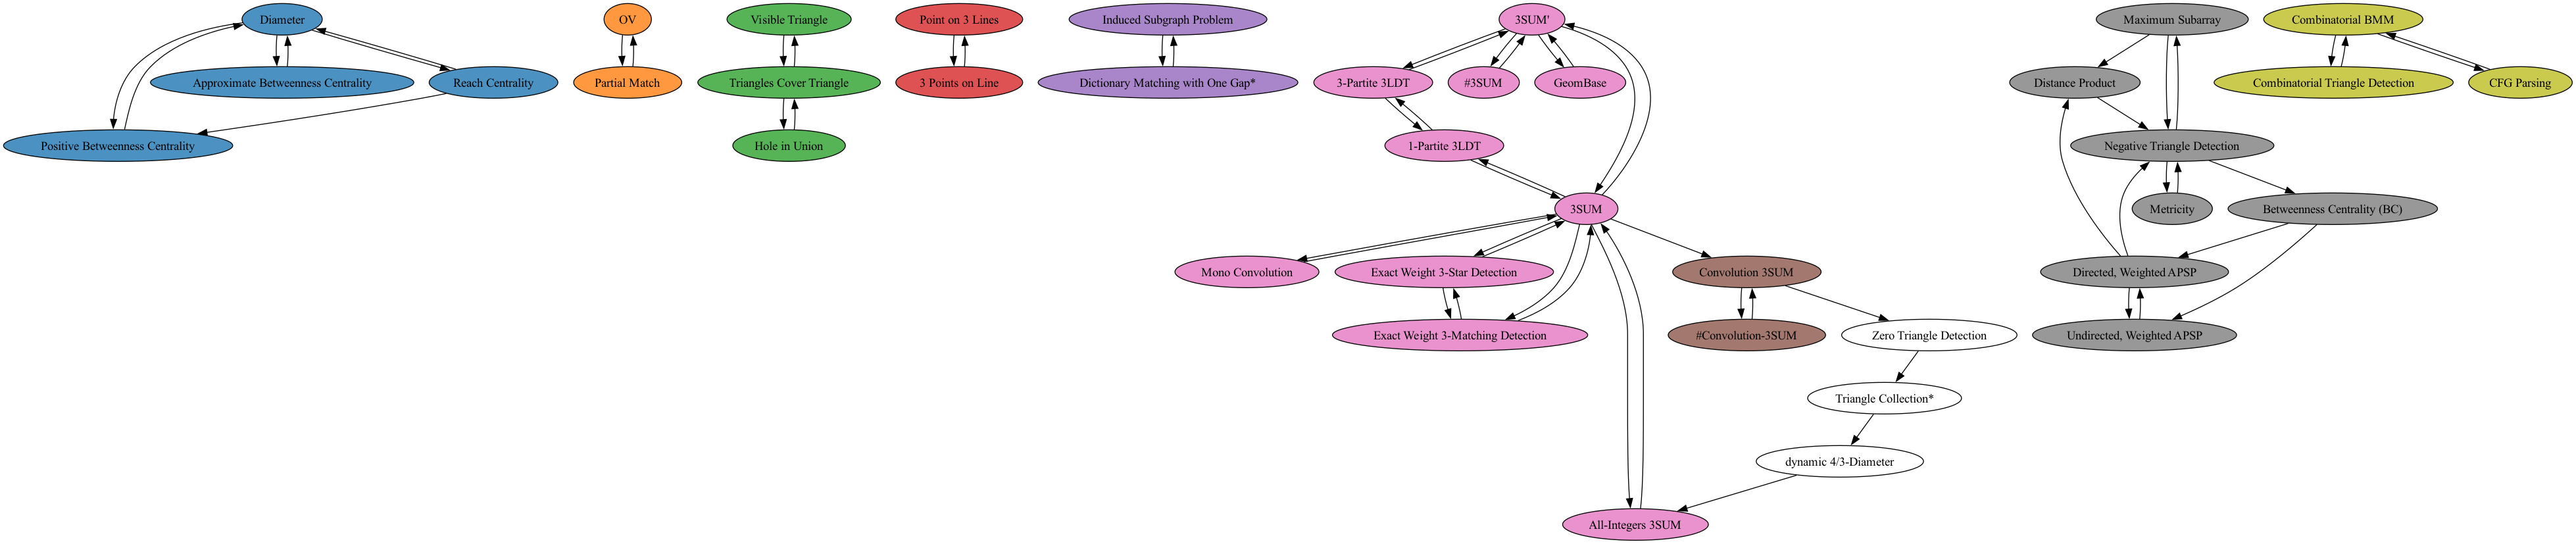 Diameter
OV
Visible Triangle
Point on 3 Lines
Induced Subgraph Problem
3SUM'
Maximum Subarray
Combinatorial BMM
Approximate Betweenness Centrality
Reach Centrality
Partial Match
Triangles Cover Triangle
3 Points on Line
Dictionary Matching with One Gap*
3-Partite 3LDT
#3SUM
GeomBase
Distance Product
Combinatorial Triangle Detection
CFG Parsing
Positive Betweenness Centrality
Hole in Union
1-Partite 3LDT
Negative Triangle Detection
3SUM
Metricity
Betweenness Centrality (BC)
Mono Convolution
Exact Weight 3-Star Detection
Convolution 3SUM
Directed, Weighted APSP
Exact Weight 3-Matching Detection
#Convolution-3SUM
Zero Triangle Detection
Undirected, Weighted APSP
Triangle Collection*
dynamic 4/3-Diameter
All-Integers 3SUM